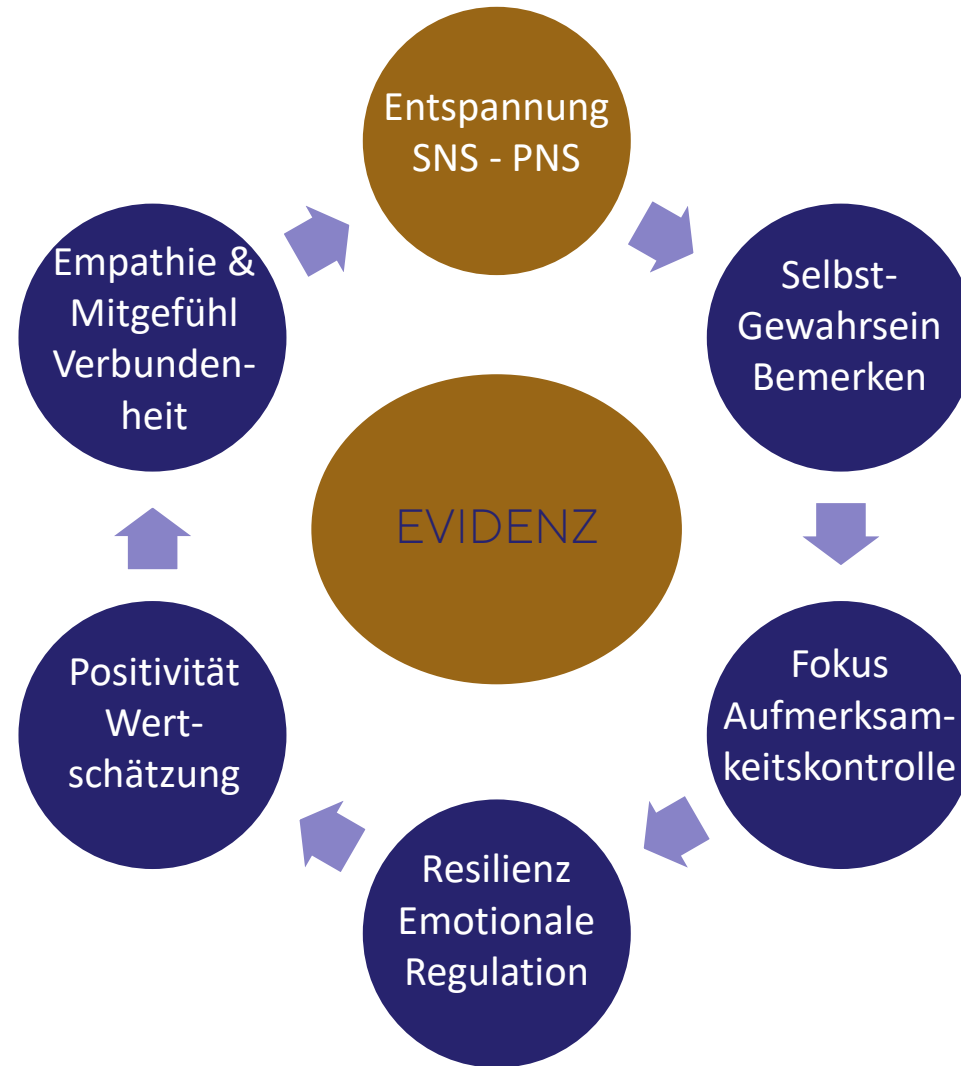 Entspannung
SNS - PNS
Selbst-
Gewahrsein
Bemerken
Fokus
Aufmerksam-
keitskontrolle
Resilienz
Emotionale
Regulation
Positivität
Wert-
schätzung
Empathie &
Mitgefühl
Verbunden-
heit
EVIDENZ